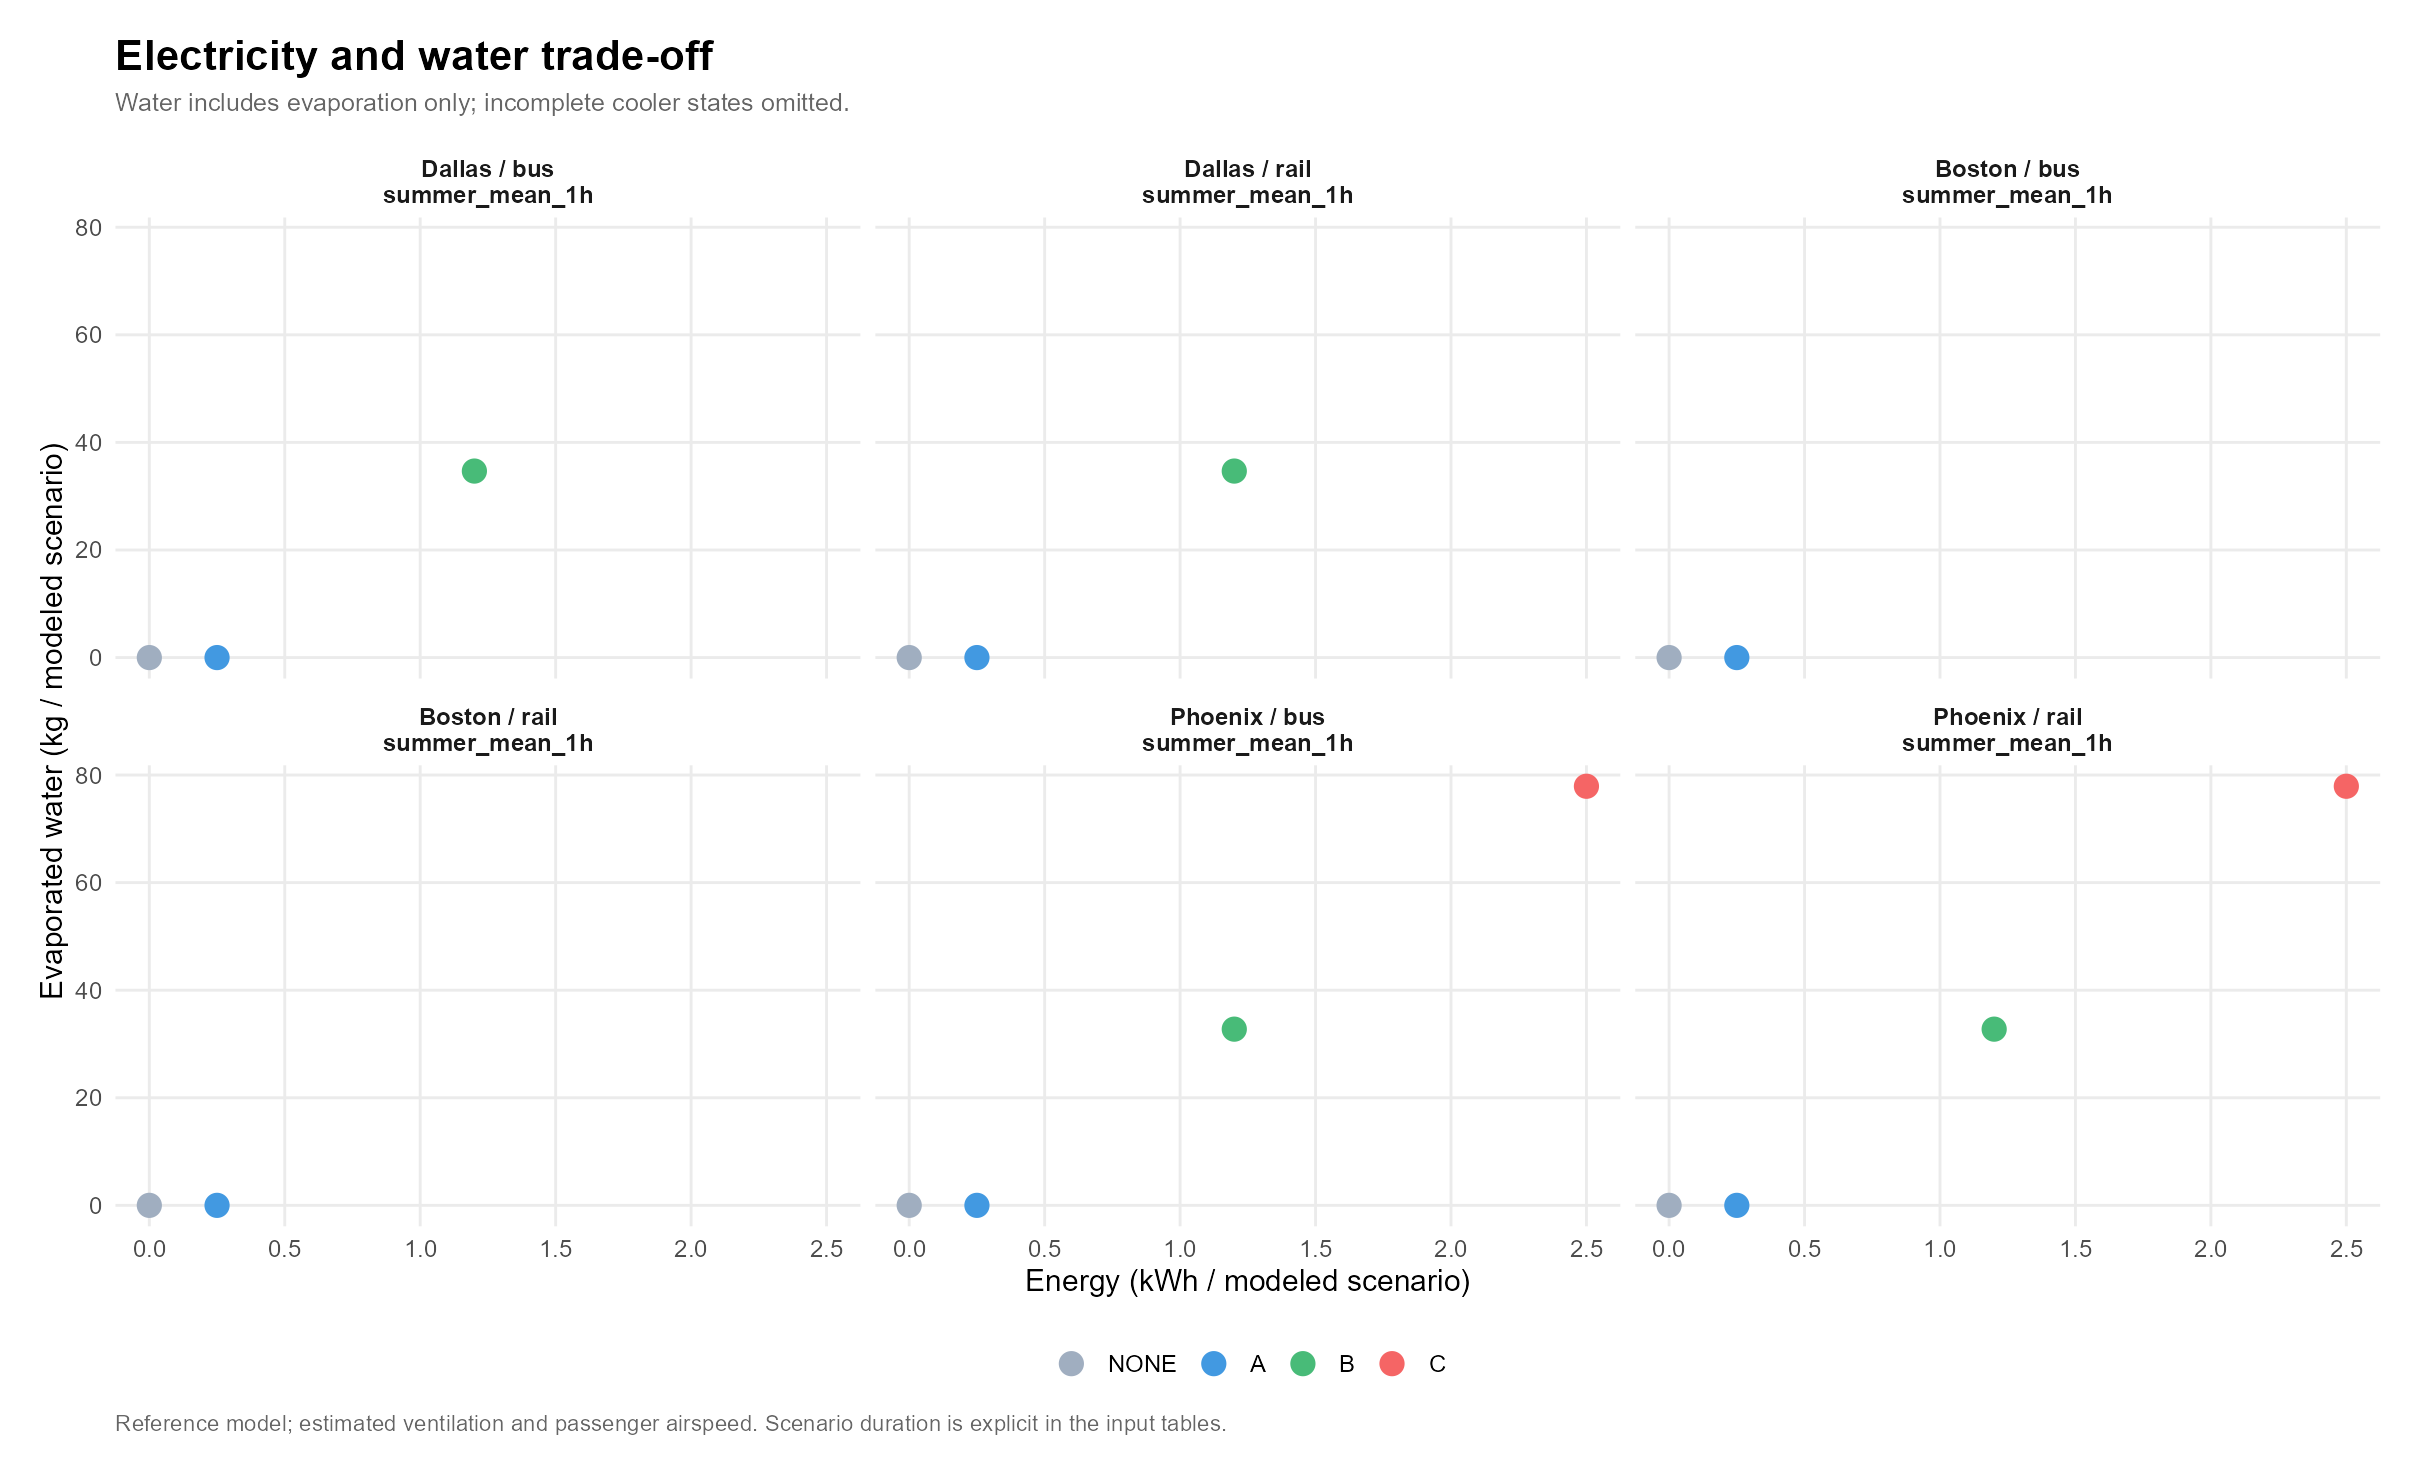 Electricity and water trade-off
Water includes evaporation only; incomplete cooler states omitted.
Dallas / bus
summer_mean_1h
Dallas / rail
summer_mean_1h
Boston / bus
summer_mean_1h
80
60
40
20
0
Boston / rail
summer_mean_1h
Phoenix / bus
summer_mean_1h
Phoenix / rail
summer_mean_1h
80
60
40
20
0
Evaporated water (kg / modeled scenario)
0.0 0.5 1.0 1.5 2.0 2.5
0.0 0.5 1.0 1.5 2.0 2.5
0.0 0.5 1.0 1.5 2.0 2.5
Energy (kWh / modeled scenario)
NONE A B C
Reference model; estimated ventilation and passenger airspeed. Scenario duration is explicit in the input tables.